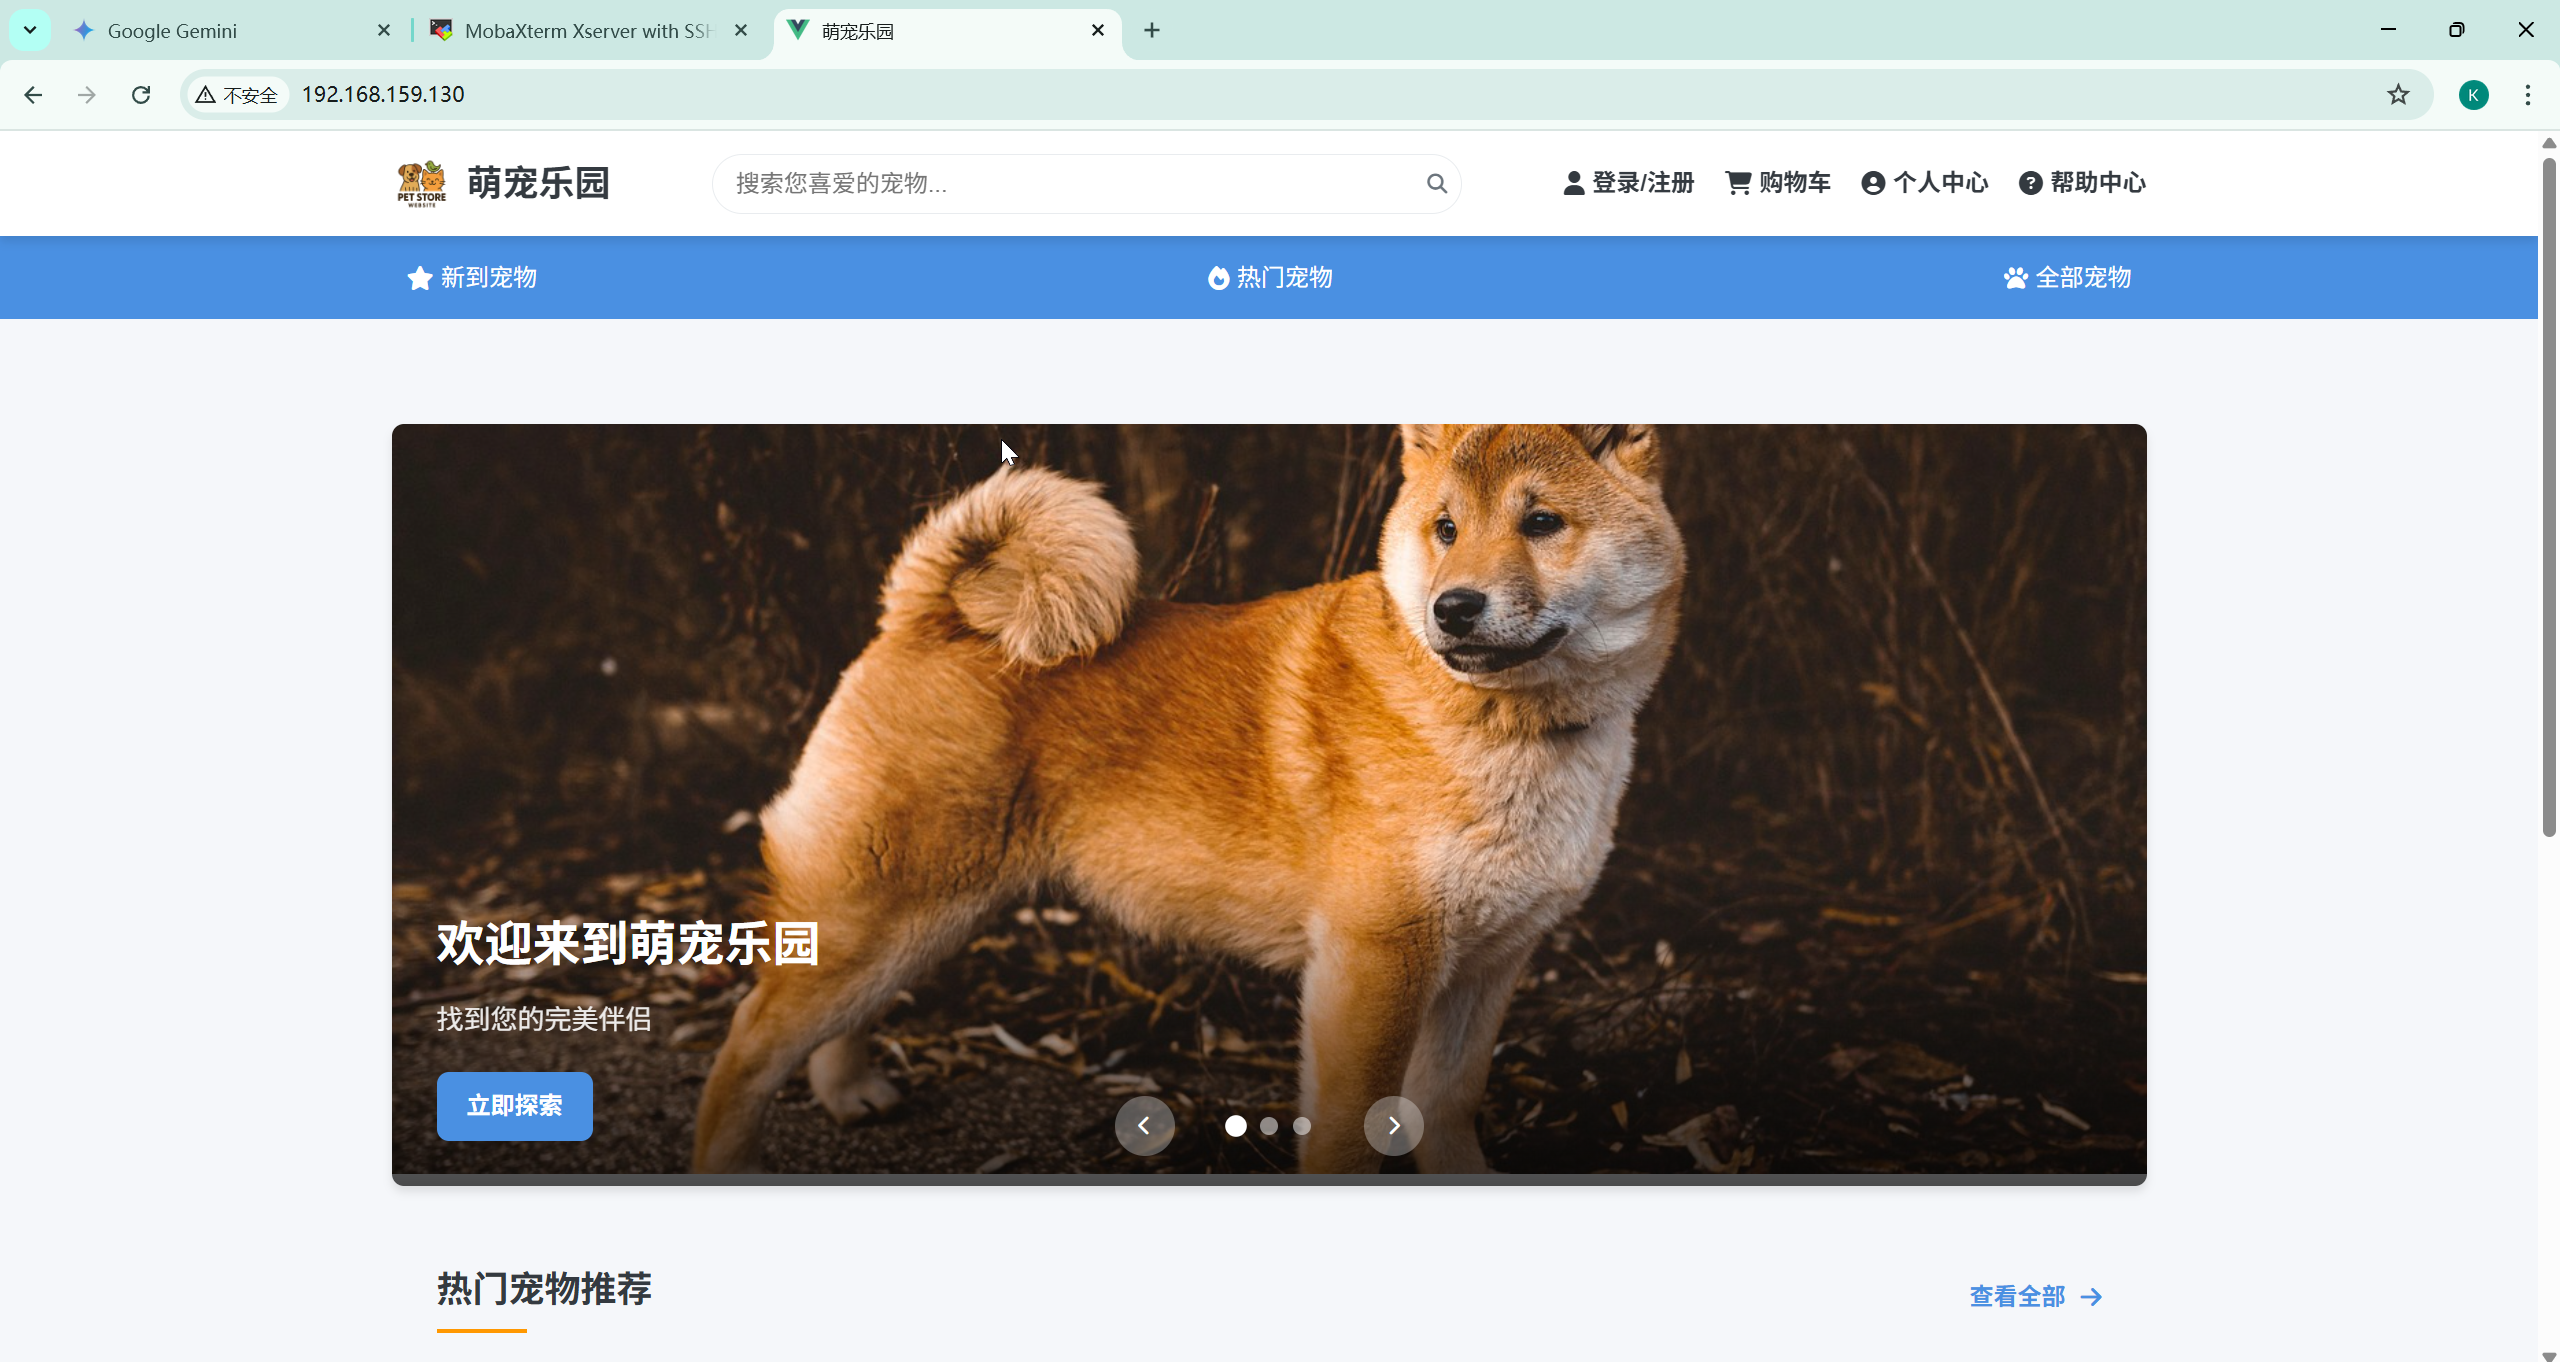 Google Gemini
MobaXterm Xserver with SSH
萌宠乐园
不安全
192.168.159.130
K
PET STORE
WEBSITE
萌宠乐园
搜索您喜爱的宠物...
登录/注册
购物车
个人中心
帮助中心
新到宠物
热门宠物
全部宠物
欢迎来到萌宠乐园
找到您的完美伴侣
立即探索
热门宠物推荐
查看全部